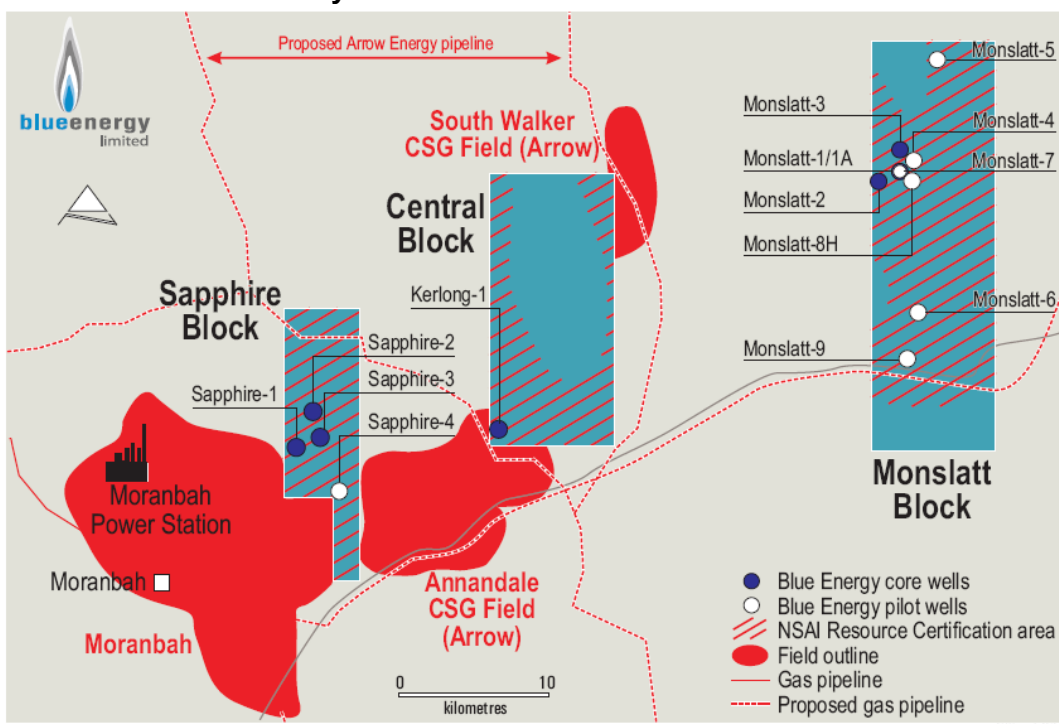 Proposed Arrow Energy pipeline
blueenergy
limited
South Walker
CSG Field (Arrow)
Central
Block
Sapphire
Block
Kerlong-1
Sapphire-2
Sapphire-3
Sapphire-1
Sapphire-4
Moranbah
Power Station
Moranbah
Moranbah
Annandale
CSG Field
(Arrow)
0 10
kilometres
Monslatt-5
Monslatt-3
Monslatt-4
Monslatt-1/1A
Monslatt-7
Monslatt-2
Monslatt-8H
Monslatt-6
Monslatt-9
Monslatt
Block
Blue Energy core wells
Blue Energy pilot wells
NSAI Resource Certification area
Field outline
Gas pipeline
Proposed gas pipeline